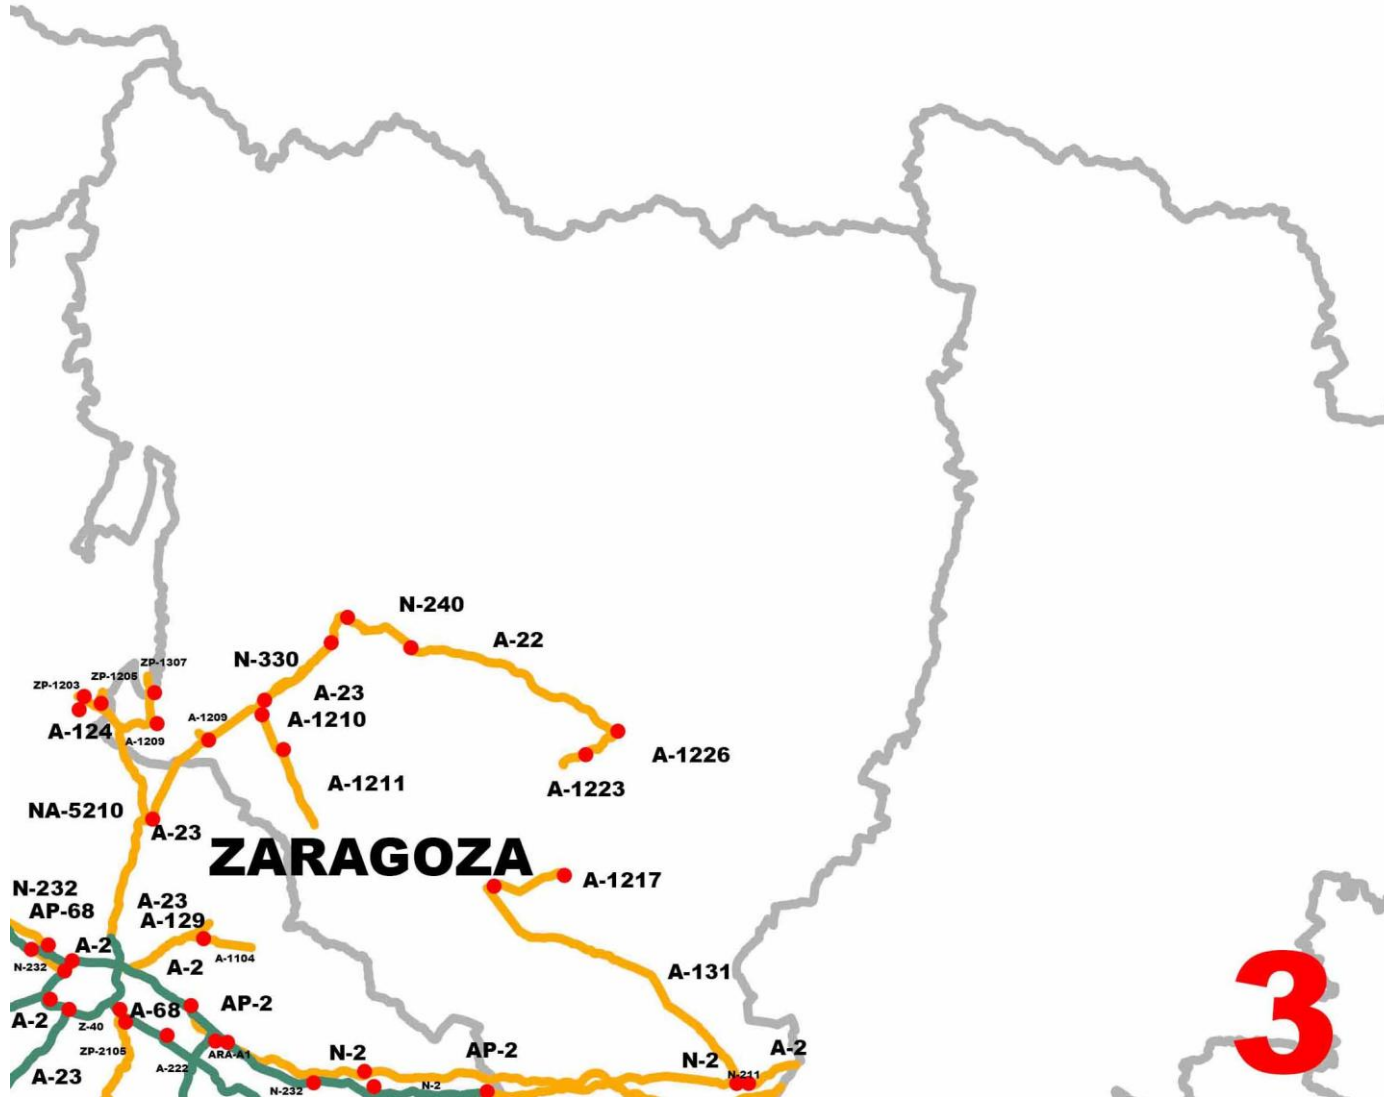 N-240
A-22
N-330
ZP-1307
ZP-1205
ZP-1203
A-23
A-1210
A-1209
A-124
A-1209
A-1226
A-1211
A-1223
NA-5210
A-23
ZARAGOZA
A-1217
N-232
AP-68
A-23
A-129
A-2
A-1104
N-232
A-2
A-131
AP-2
A-68
A-2
Z-40
3
ZP-2105
ARA-A1
N-2
AP-2
A-2
N-2
A-222
N-211
A-23
N-232
N-2